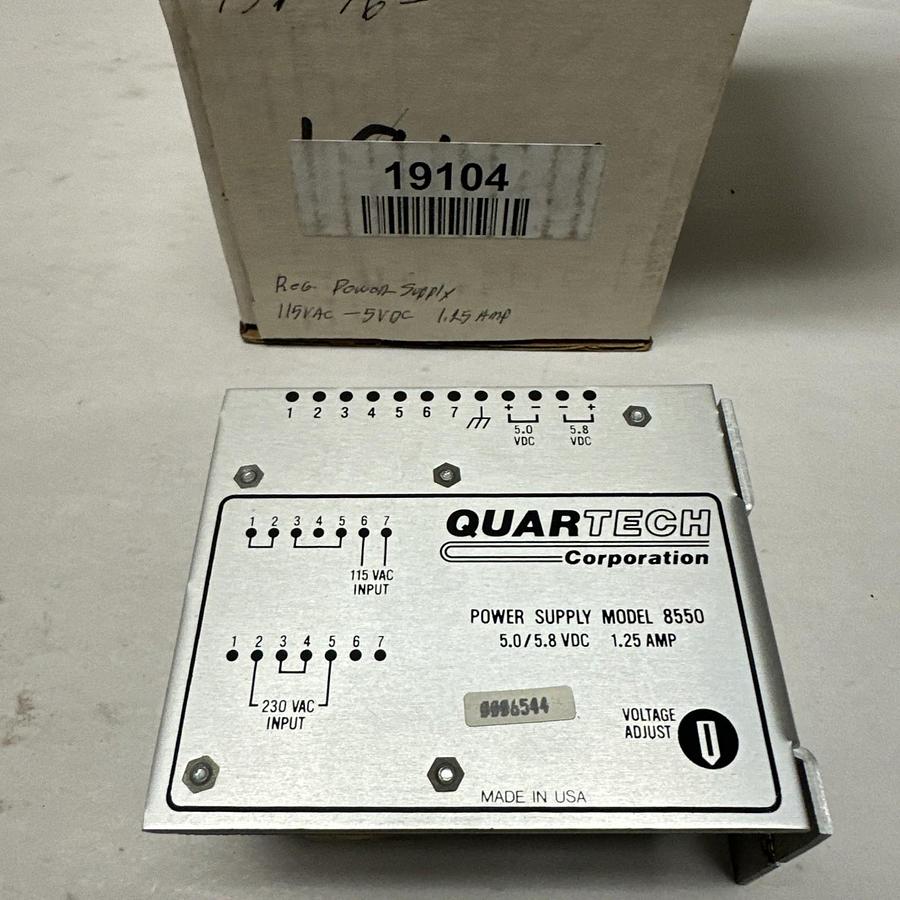 19104
REG. POWER SUPPLY
115VAC - 5VDC 1.25 AMP
1 2 3 4 5 6 7 + - - +
5.0 VDC 5.8 VDC
1 2 3 4 5 6 7
115 VAC
INPUT
1 2 3 4 5 6 7
230 VAC
INPUT
QUARTECH
Corporation
POWER SUPPLY MODEL 8550
5.0/5.8 VDC 1.25 AMP
0006544
VOLTAGE
ADJUST
MADE IN USA